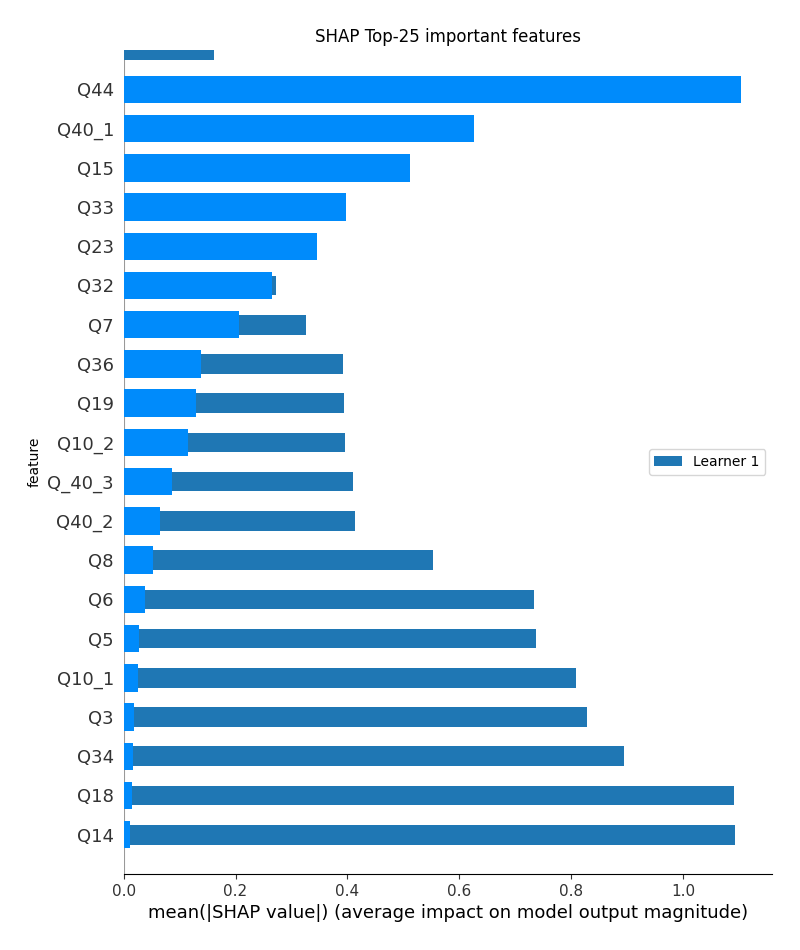 SHAP Top-25 important features
Q44
Q40_1
Q15
Q33
Q23
Q32
Q7
Q36
Q19
Q10_2
Q_40_3
Q40_2
Q8
Q6
Q5
Q10_1
Q3
Q34
Q18
Q14
feature
Learner 1
0.0 0.2 0.4 0.6 0.8 1.0
mean(|SHAP value|) (average impact on model output magnitude)